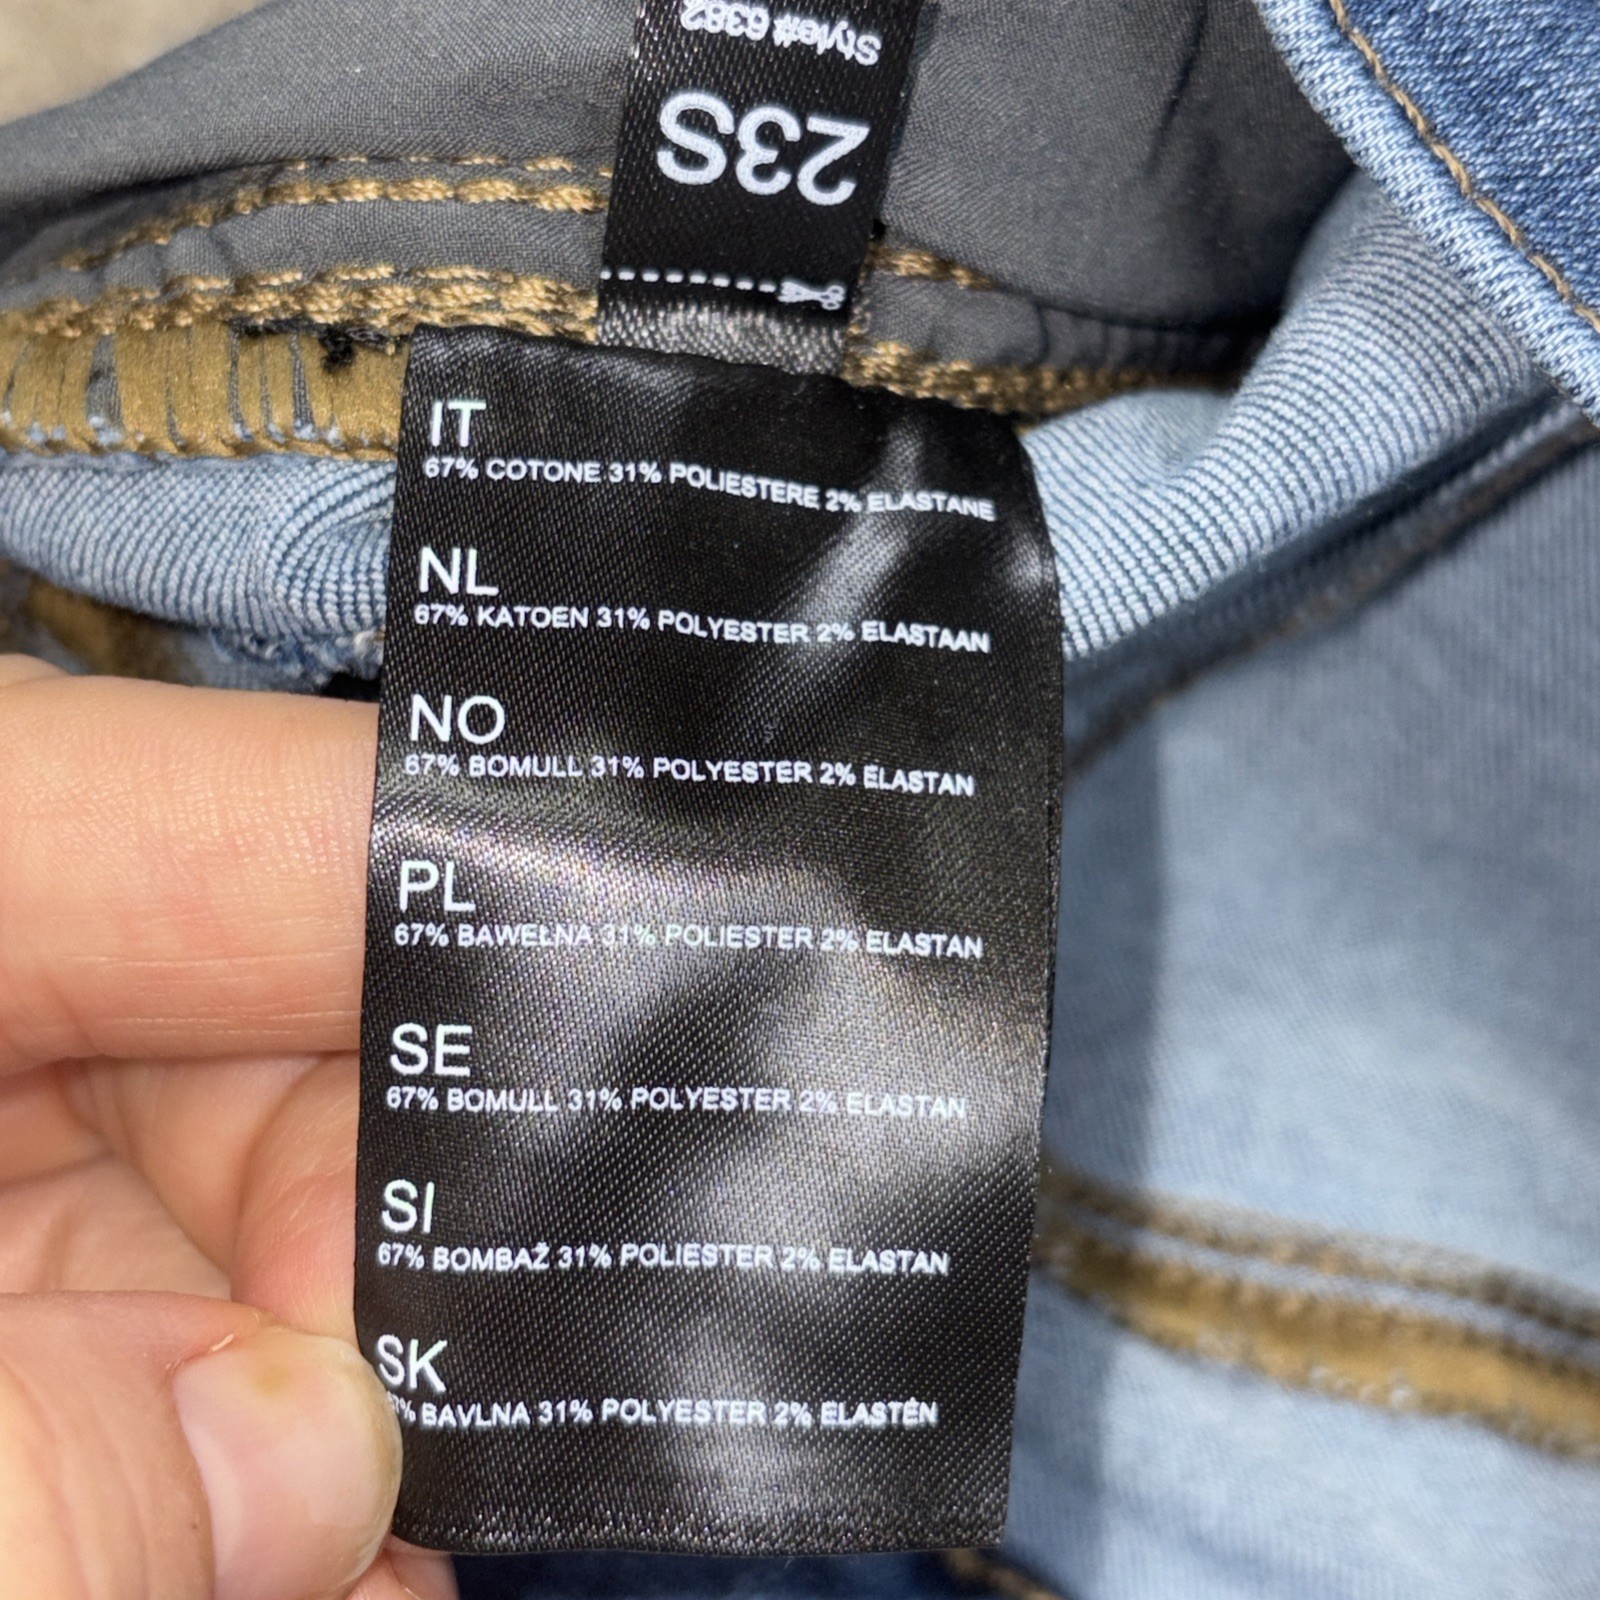 Style# 6382
23S
IT
67% COTONE 31% POLIESTERE 2% ELASTANE
NL
67% KATOEN 31% POLYESTER 2% ELASTAAN
NO
67% BOMULL 31% POLYESTER 2% ELASTAN
PL
67% BAWEŁNA 31% POLIESTER 2% ELASTAN
SE
67% BOMULL 31% POLYESTER 2% ELASTAN
SI
67% BOMBAŽ 31% POLIESTER 2% ELASTAN
SK
67% BAVLNA 31% POLYESTER 2% ELASTÉN